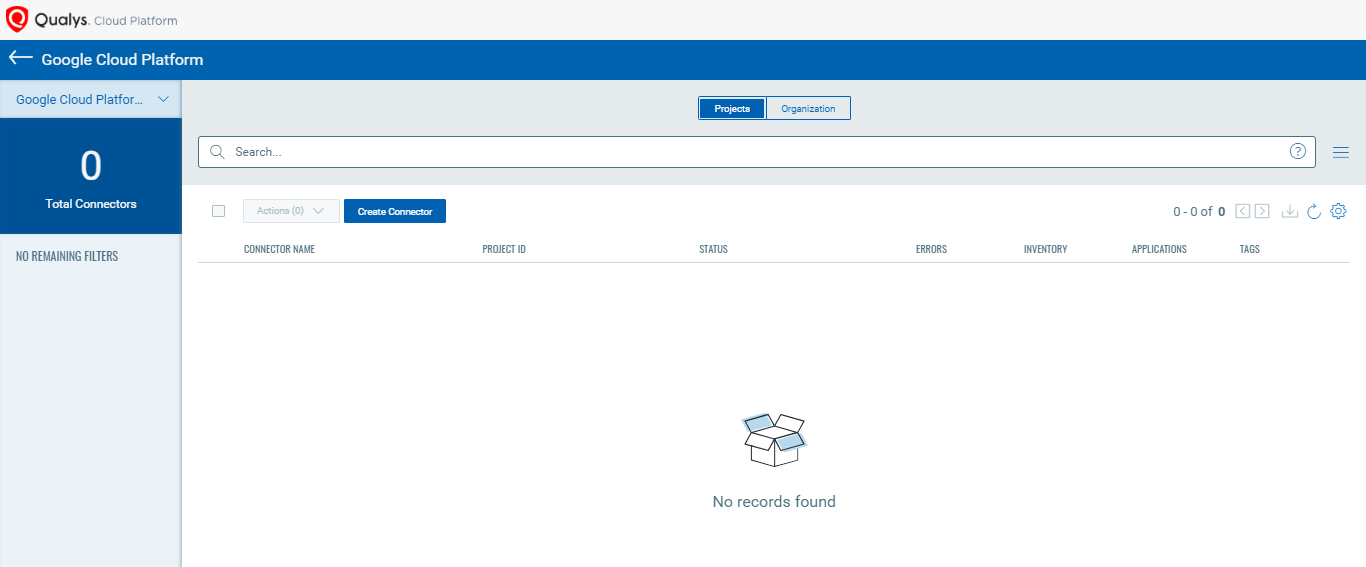 Qualys. Cloud Platform
Google Cloud Platform
Google Cloud Platfor...
Projects
Organization
0
Total Connectors
Search...
?
NO REMAINING FILTERS
Actions (0)
Create Connector
0 - 0 of 0
CONNECTOR NAME PROJECT ID STATUS ERRORS INVENTORY APPLICATIONS TAGS
No records found